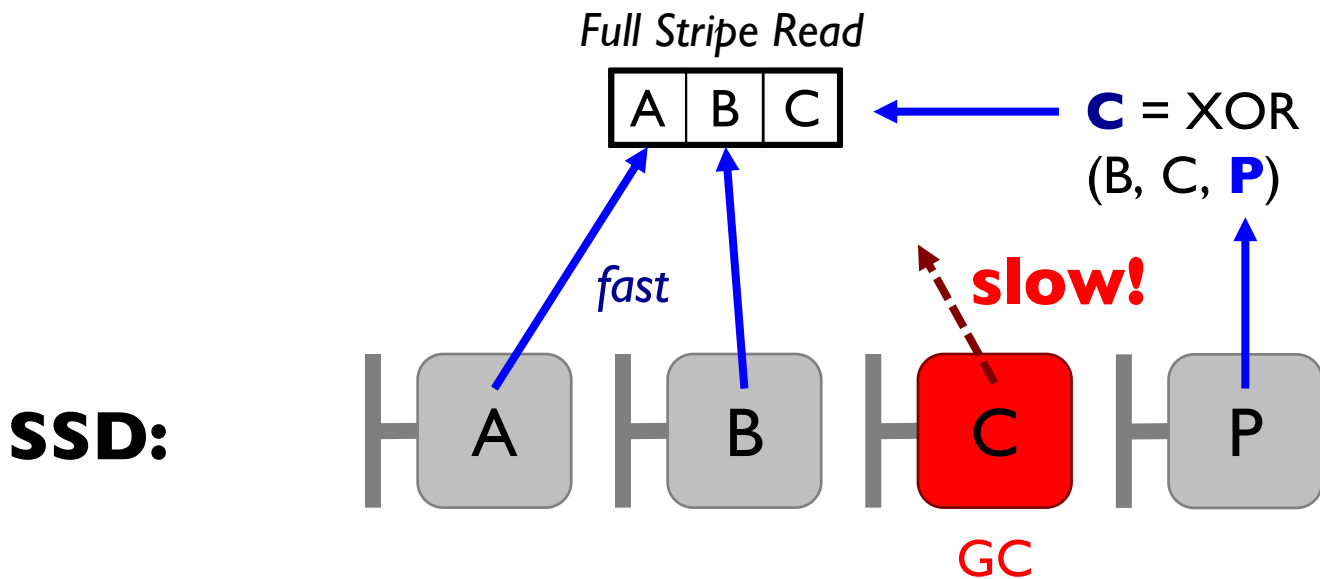 Full Stripe Read
A B C
C = XOR
(B, C, P)
fast
slow!
SSD:
A
B
C
P
GC